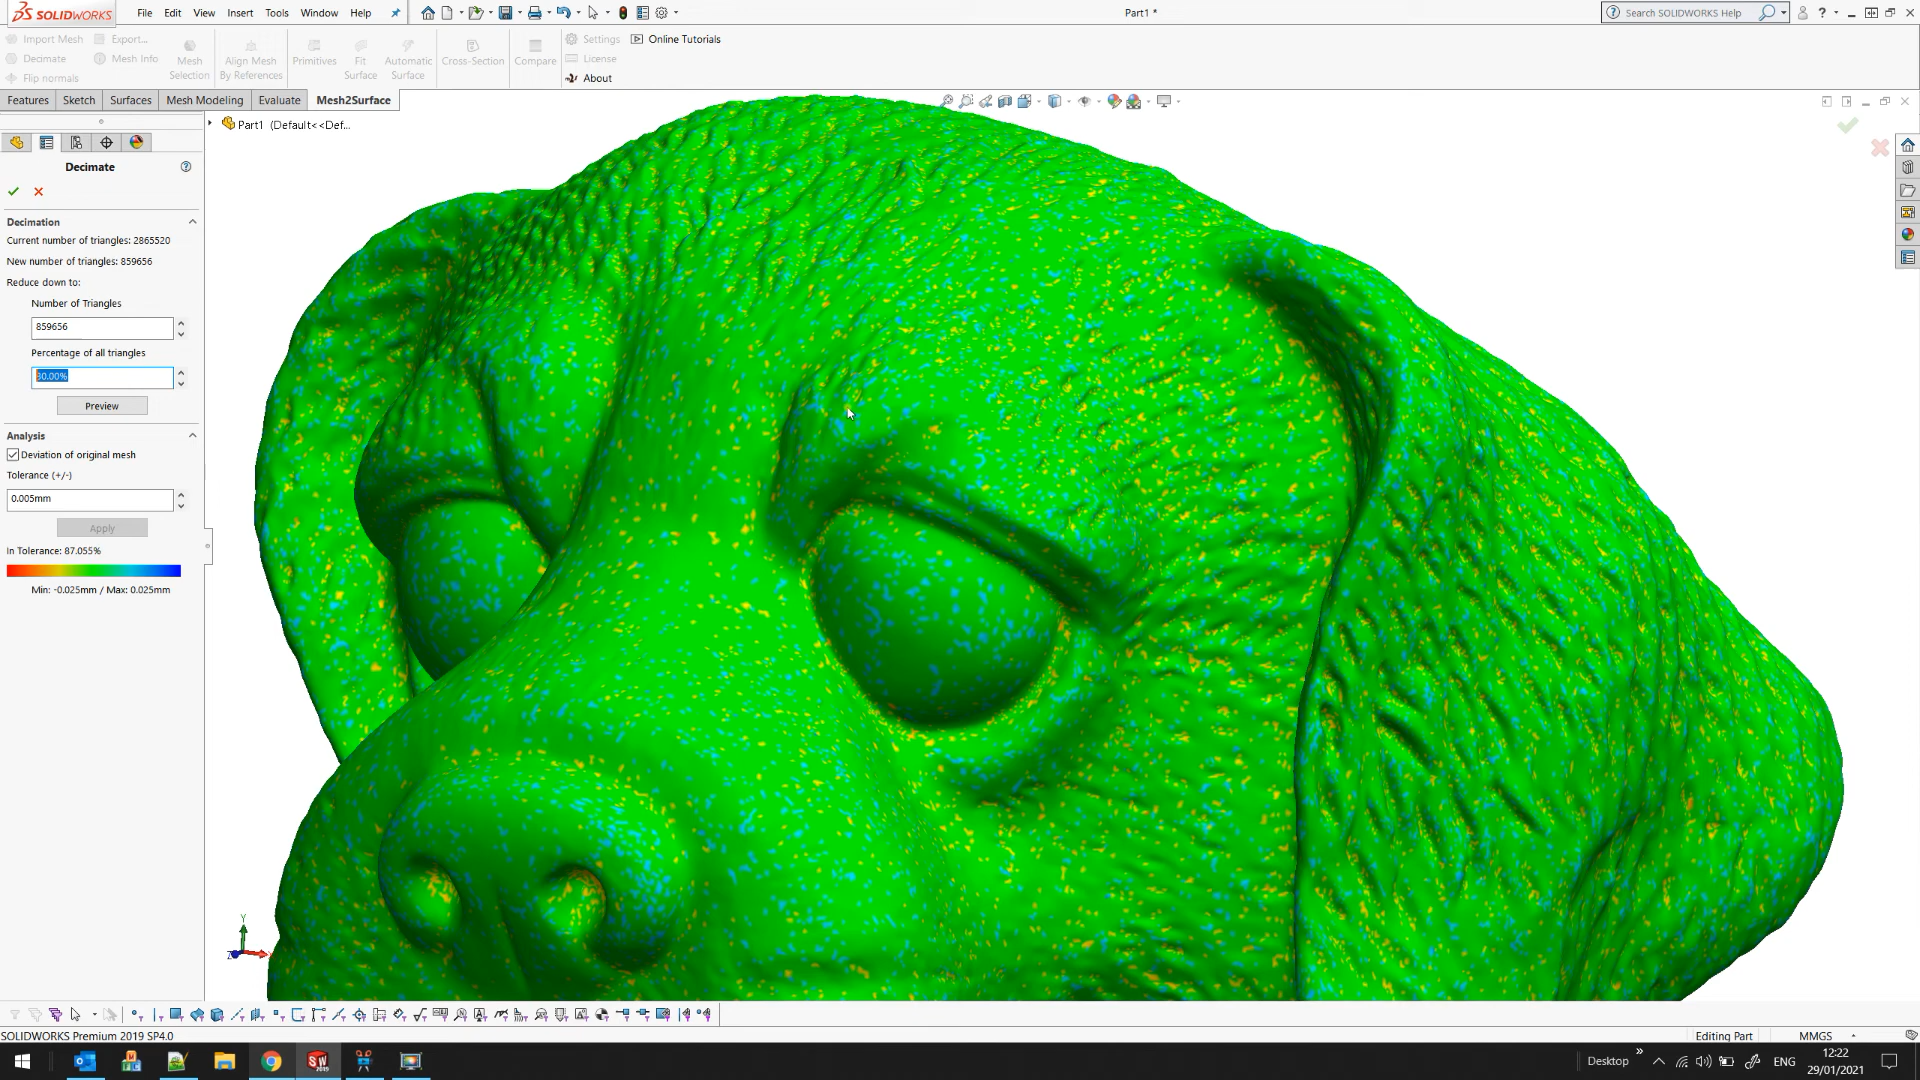 SOLIDWORKS
File Edit View Insert Tools Window Help
Part1 *
Search SOLIDWORKS Help
Import Mesh
Export...
Decimate
Mesh Info
Flip normals
Mesh Selection
Align Mesh By References
Primitives
Fit Surface
Automatic Surface
Cross-Section
Compare
Settings
Online Tutorials
License
About
Features Sketch Surfaces Mesh Modeling Evaluate Mesh2Surface
Part1 (Default<<Def...
Decimate
Decimation
Current number of triangles: 2865520
New number of triangles: 859656
Reduce down to:
Number of Triangles
859656
Percentage of all triangles
30.00%
Preview
Analysis
Deviation of original mesh
Tolerance (+/-)
0.005mm
Apply
In Tolerance: 87.055%
Min: -0.025mm / Max: 0.025mm
Y
Z
SOLIDWORKS Premium 2019 SP4.0
Editing Part
MMGS
Desktop
ENG
12:22
29/01/2021